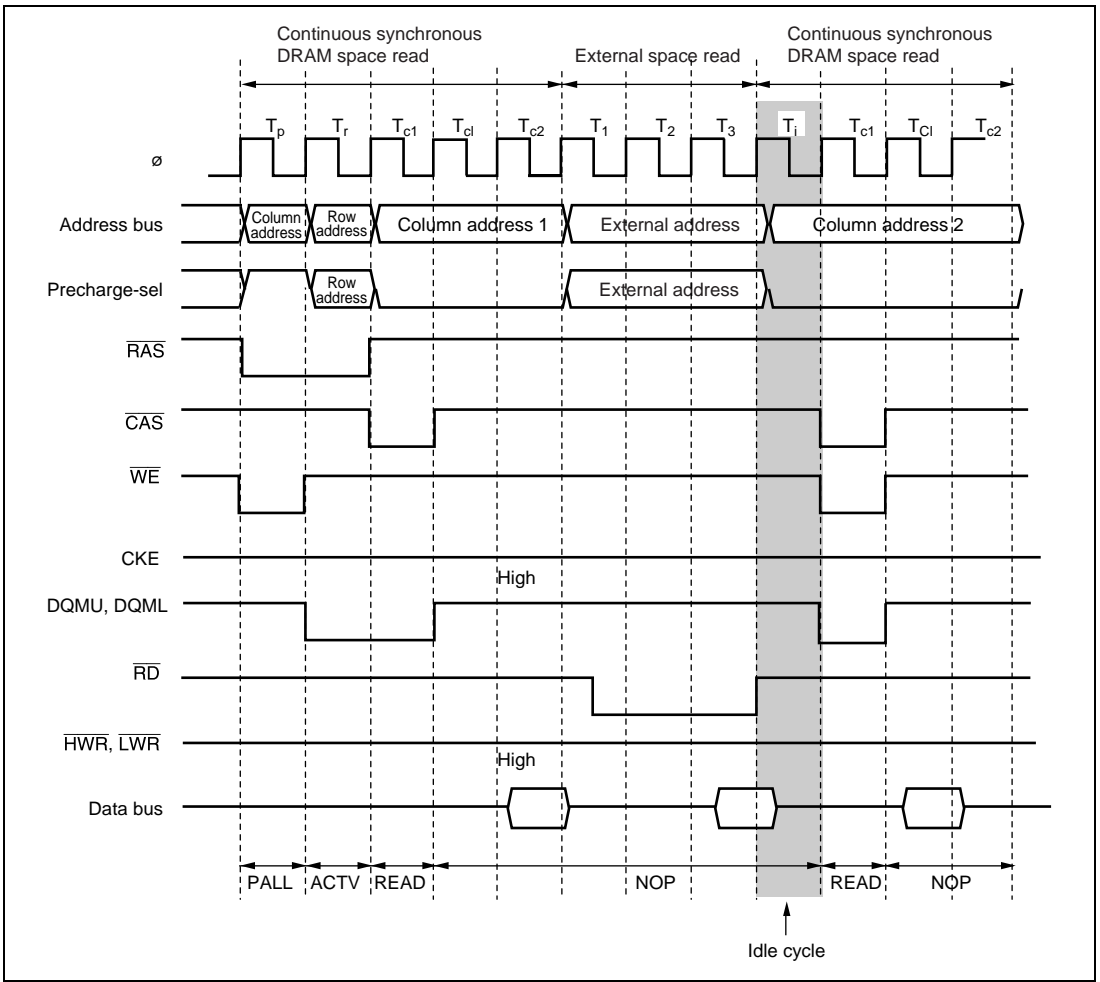 Continuous synchronous
DRAM space read
External space read
Continuous synchronous
DRAM space read
Tp Tr Tc1 Tcl Tc2 T1 T2 T3 Ti Tc1 TCl Tc2
ø
Address bus
Column address
Row address
Column address 1
External address
Column address 2
Precharge-sel
Row address
External address
RAS
CAS
WE
CKE
High
DQMU, DQML
RD
HWR, LWR
High
Data bus
PALL ACTV READ NOP READ NOP
Idle cycle